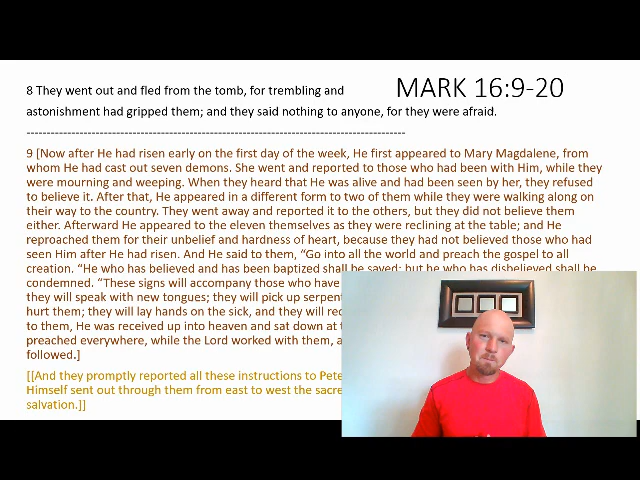 MARK 16:9-20
8 They went out and fled from the tomb, for trembling and
astonishment had gripped them; and they said nothing to anyone, for they were afraid.
-----------------------------------------------------------------------------------------------
9 [Now after He had risen early on the first day of the week, He first appeared to Mary Magdalene, from
whom He had cast out seven demons. She went and reported to those who had been with Him, while they
were mourning and weeping. When they heard that He was alive and had been seen by her, they refused
to believe it. After that, He appeared in a different form to two of them while they were walking along on
their way to the country. They went away and reported it to the others, but they did not believe them
either. Afterward He appeared to the eleven themselves as they were reclining at the table; and He
reproached them for their unbelief and hardness of heart, because they had not believed those who had
seen Him after He had risen. And He said to them, “Go into all the world and preach the gospel to all
creation. “He who has believed and has been baptized shall be saved; but he who has disbelieved shall be
condemned. “These signs will accompany those who have
they will speak with new tongues; they will pick up serpent
hurt them; they will lay hands on the sick, and they will rec
to them, He was received up into heaven and sat down at t
preached everywhere, while the Lord worked with them, a
followed.]
[[And they promptly reported all these instructions to Pete
Himself sent out through them from east to west the sacre
salvation.]]